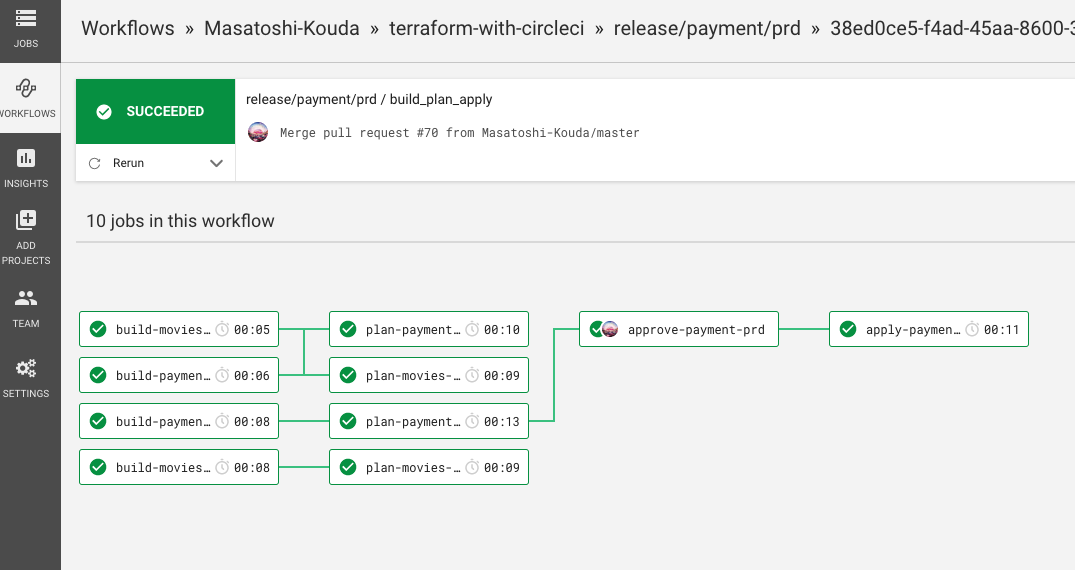 JOBS
WORKFLOWS
INSIGHTS
ADD
PROJECTS
TEAM
SETTINGS
Workflows » Masatoshi-Kouda » terraform-with-circleci » release/payment/prd » 38ed0ce5-f4ad-45aa-8600-3
SUCCEEDED
Rerun
release/payment/prd / build_plan_apply
Merge pull request #70 from Masatoshi-Kouda/master
10 jobs in this workflow
build-movies… 00:05
plan-payment… 00:10
approve-payment-prd
apply-paymen… 00:11
build-paymen… 00:06
plan-movies-… 00:09
build-paymen… 00:08
plan-payment… 00:13
build-movies… 00:08
plan-movies-… 00:09